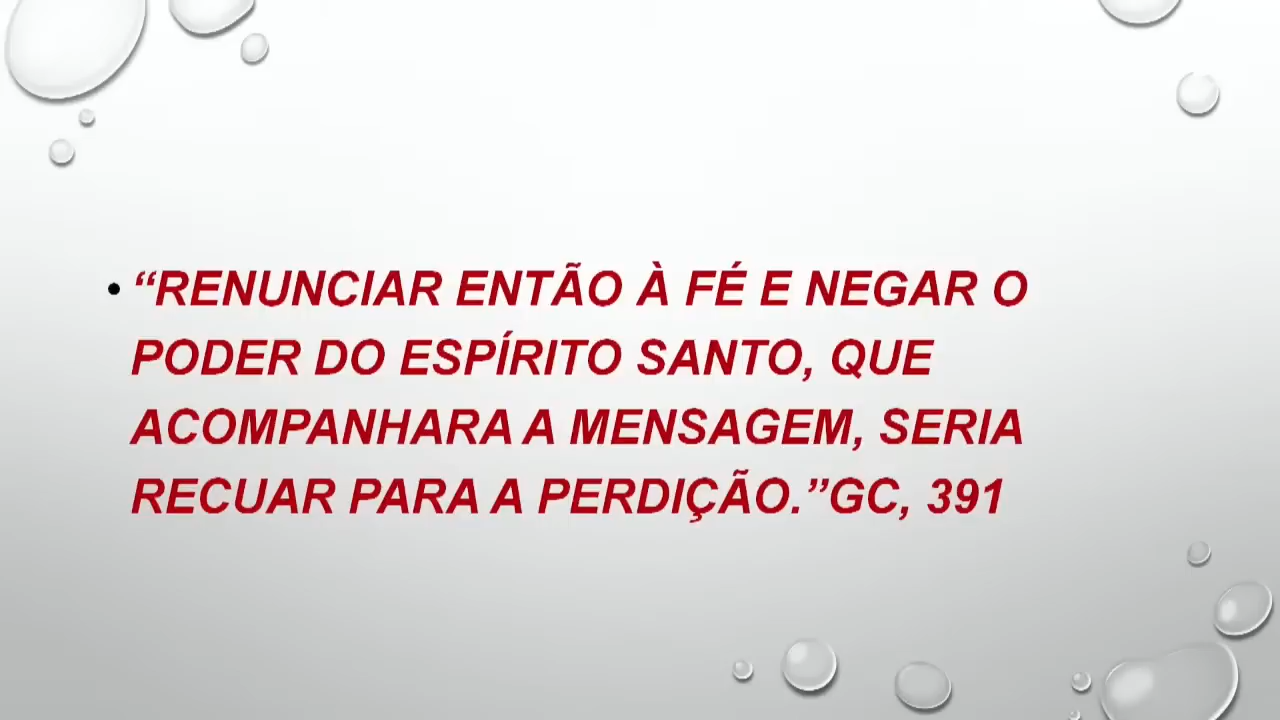 • “RENUNCIAR ENTÃO À FÉ E NEGAR O
PODER DO ESPÍRITO SANTO, QUE
ACOMPANHARA A MENSAGEM, SERIA
RECUAR PARA A PERDIÇÃO.”GC, 391